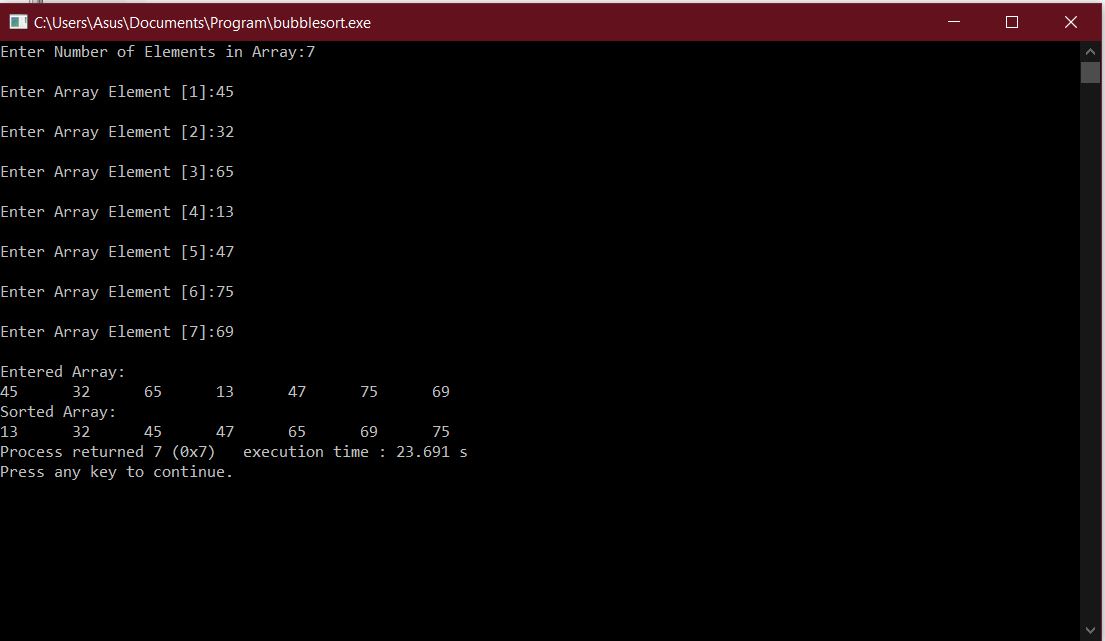 C:\Users\Asus\Documents\Program\bubblesort.exe
Enter Number of Elements in Array:7
Enter Array Element [1]:45
Enter Array Element [2]:32
Enter Array Element [3]:65
Enter Array Element [4]:13
Enter Array Element [5]:47
Enter Array Element [6]:75
Enter Array Element [7]:69
Entered Array:
45      32      65      13      47      75      69
Sorted Array:
13      32      45      47      65      69      75
Process returned 7 (0x7)   execution time : 23.691 s
Press any key to continue.